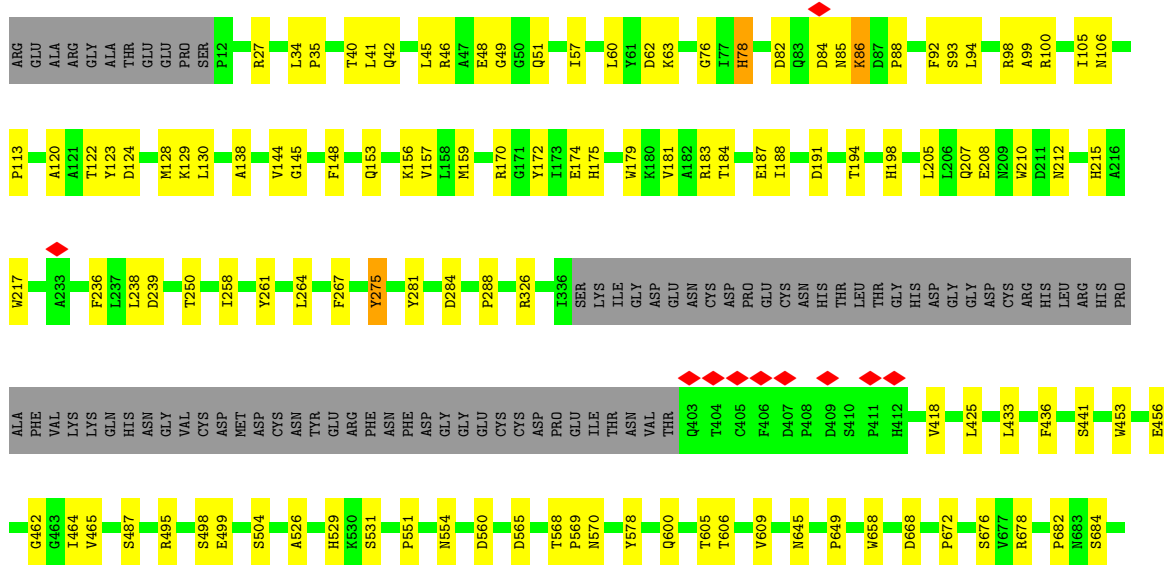 ARG GLU ALA ARG GLY ALA THR GLU GLU PRO SER P12 R27 L34 P35 T40 L41 Q42 L45 R46 A47 E48 G49 G50 Q51 I57 L60 Y61 D62 K63 G76 I77 H78 D82 Q83 D84 N85 K86 D87 P88 F92 S93 L94 R98 A99 R100 I105 N106
P113 A120 A121 T122 Y123 D124 M128 K129 L130 A138 V144 G145 F148 Q153 K156 V157 L158 M159 R170 G171 Y172 I173 E174 H175 W179 K180 V181 A182 R183 T184 E187 I188 D191 T194 H198 L205 L206 Q207 E208 N209 W210 D211 N212 H215 A216
W217 A233 F236 L237 L238 D239 T250 I258 Y261 L264 F267 Y275 Y281 D284 P288 R326 I336 SER LYS ILE GLY ASP GLU ASN CYS ASP PRO GLU CYS ASN HIS THR LEU THR GLY HIS ASP GLY GLY ASP CYS ARG HIS LEU ARG HIS PRO
ALA PHE VAL LYS LYS GLN HIS ASN GLY VAL CYS ASP MET ASP CYS ASN TYR GLU ARG PHE ASN PHE ASP GLY GLY GLU CYS CYS ASP PRO GLU ILE THR ASN VAL THR Q403 T404 C405 F406 D407 P408 D409 S410 P411 H412 V418 L425 L433 F436 S441 W453 E456
G462 G463 I464 V465 S487 R495 S498 E499 S504 A526 H529 K530 S531 P551 N554 D560 D565 T568 P569 N570 Y578 Q600 T605 T606 V609 N645 P649 W658 D668 P672 S676 V677 R678 P682 N683 S684